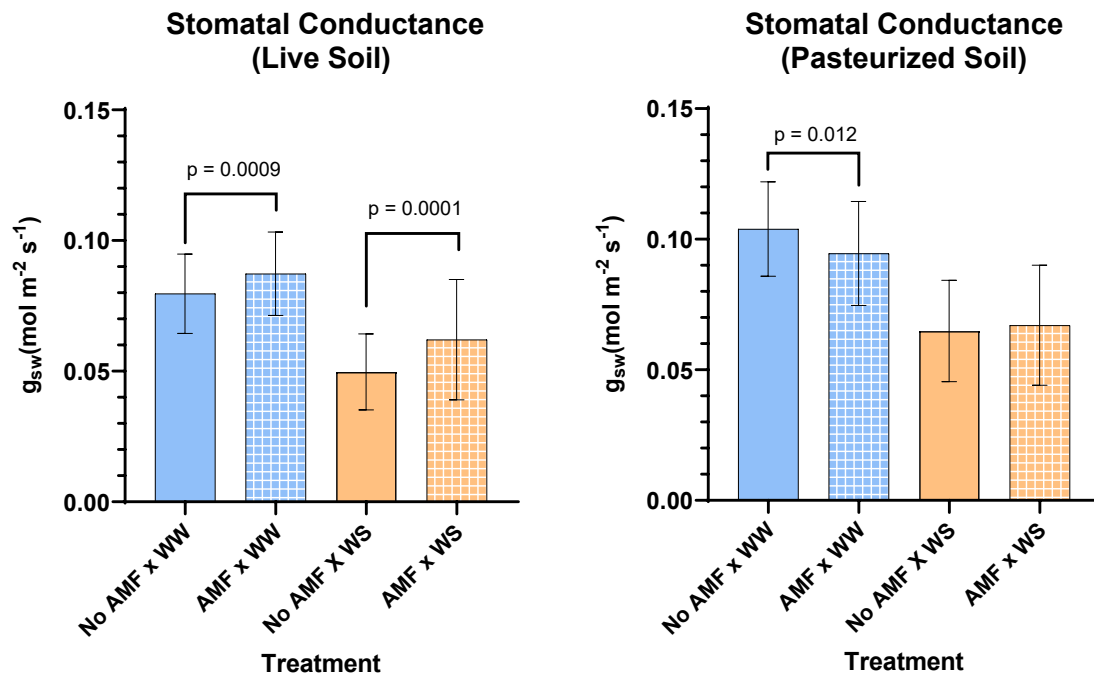 Stomatal Conductance
(Live Soil)
0.15
0.10
0.05
0.00
g_sw(mol m⁻² s⁻¹)
p = 0.0009
p = 0.0001
No AMF x WW
AMF x WW
No AMF X WS
AMF x WS
Treatment
Stomatal Conductance
(Pasteurized Soil)
0.15
0.10
0.05
0.00
g_sw(mol m⁻² s⁻¹)
p = 0.012
No AMF x WW
AMF x WW
No AMF X WS
AMF x WS
Treatment